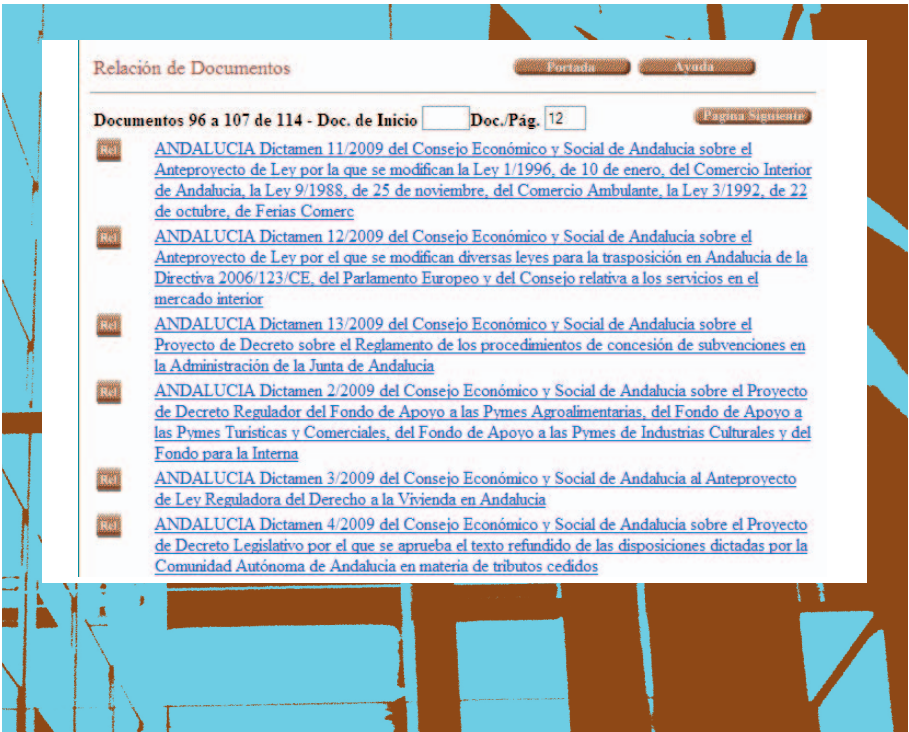 Relación de Documentos Portada Ayuda
Documentos 96 a 107 de 114 - Doc. de Inicio Doc./Pág. 12 Pagina Siguiente
Rel ANDALUCIA Dictamen 11/2009 del Consejo Económico y Social de Andalucia sobre el
Anteproyecto de Ley por la que se modifican la Ley 1/1996, de 10 de enero, del Comercio Interior
de Andalucia, la Ley 9/1988, de 25 de noviembre, del Comercio Ambulante, la Ley 3/1992, de 22
de octubre, de Ferias Comerc
Rel ANDALUCIA Dictamen 12/2009 del Consejo Económico y Social de Andalucia sobre el
Anteproyecto de Ley por el que se modifican diversas leyes para la trasposición en Andalucia de la
Directiva 2006/123/CE, del Parlamento Europeo y del Consejo relativa a los servicios en el
mercado interior
Rel ANDALUCIA Dictamen 13/2009 del Consejo Económico y Social de Andalucia sobre el
Proyecto de Decreto sobre el Reglamento de los procedimientos de concesión de subvenciones en
la Administración de la Junta de Andalucia
Rel ANDALUCIA Dictamen 2/2009 del Consejo Económico y Social de Andalucia sobre el Proyecto
de Decreto Regulador del Fondo de Apoyo a las Pymes Agroalimentarias, del Fondo de Apoyo a
las Pymes Turisticas y Comerciales, del Fondo de Apoyo a las Pymes de Industrias Culturales y del
Fondo para la Interna
Rel ANDALUCIA Dictamen 3/2009 del Consejo Económico y Social de Andalucia al Anteproyecto
de Ley Reguladora del Derecho a la Vivienda en Andalucia
Rel ANDALUCIA Dictamen 4/2009 del Consejo Económico y Social de Andalucia sobre el Proyecto
de Decreto Legislativo por el que se aprueba el texto refundido de las disposiciones dictadas por la
Comunidad Autónoma de Andalucia en materia de tributos cedidos